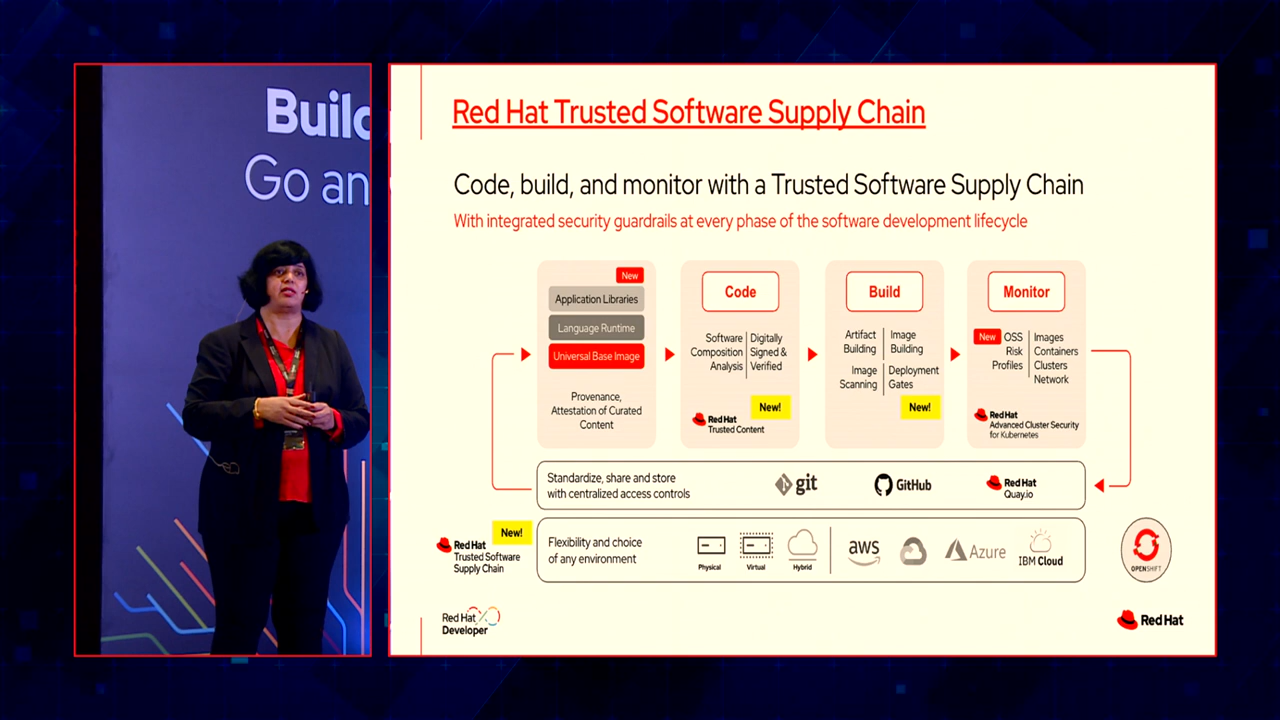 Build
Go an
Red Hat Trusted Software Supply Chain
Code, build, and monitor with a Trusted Software Supply Chain
With integrated security guardrails at every phase of the software development lifecycle
New
Application Libraries
Language Runtime
Universal Base Image
Provenance,
Attestation of Curated
Content
Code
Software
Composition
Analysis
Digitally
Signed &
Verified
New!
Red Hat
Trusted Content
Build
Artifact
Building
Image
Building
Image
Scanning
Deployment
Gates
New!
Monitor
New
OSS
Risk
Profiles
Images
Containers
Clusters
Network
Red Hat
Advanced Cluster Security
for Kubernetes
Standardize, share and store
with centralized access controls
git
GitHub
Red Hat
Quay.io
New!
Red Hat
Trusted Software
Supply Chain
Flexibility and choice
of any environment
Physical
Virtual
Hybrid
aws
Azure
IBM Cloud
OPENSHIFT
Red Hat
Developer
Red Hat